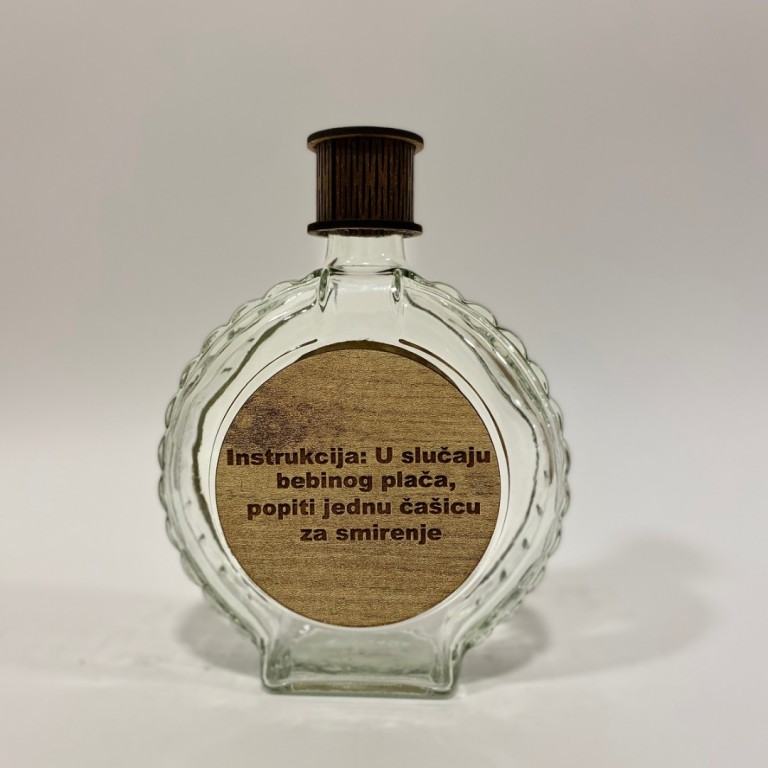 Instrukcija: U slučaju
bebinog plača,
popiti jednu čašicu
za smirenje